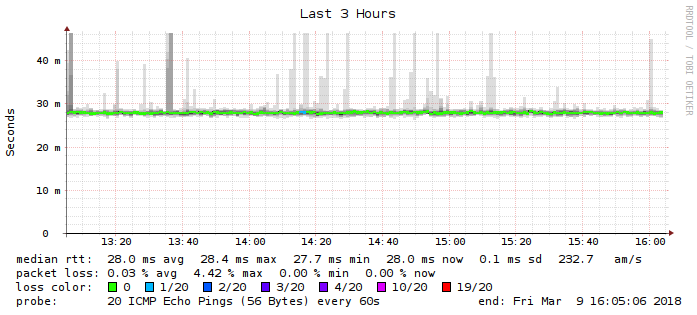 Last 3 Hours
RRDTOOL / TOBI OETIKER
Seconds
40 m
30 m
20 m
10 m
0
13:20 13:40 14:00 14:20 14:40 15:00 15:20 15:40 16:00
median rtt: 28.0 ms avg 28.4 ms max 27.7 ms min 28.0 ms now 0.1 ms sd 232.7 am/s
packet loss: 0.03 % avg 4.42 % max 0.00 % min 0.00 % now
loss color: 0 1/20 2/20 3/20 4/20 10/20 19/20
probe: 20 ICMP Echo Pings (56 Bytes) every 60s end: Fri Mar 9 16:05:06 2018